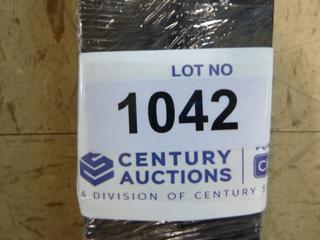 LOT NO
1042
CENTURY
AUCTIONS
A DIVISION OF CENTURY